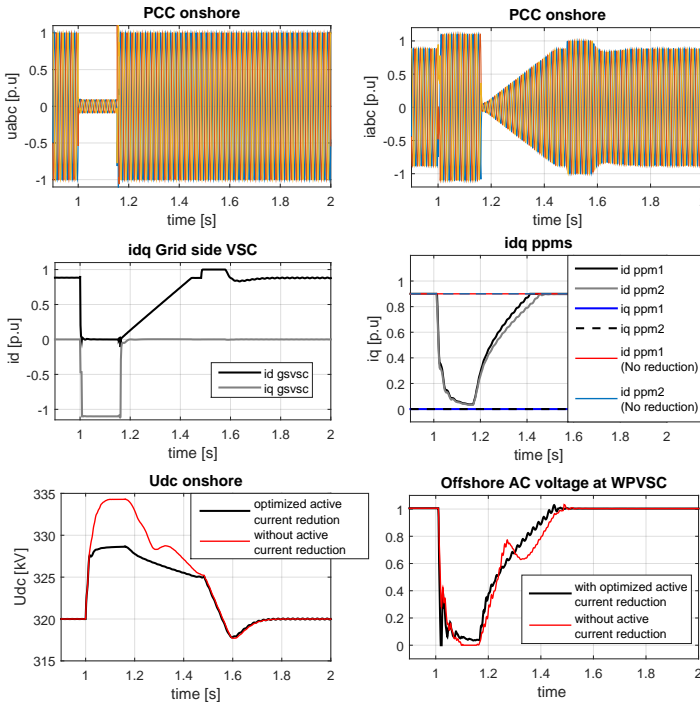 PCC onshore
uabc [p.u]
1
0.5
0
-0.5
-1
1 1.2 1.4 1.6 1.8 2
time [s]
PCC onshore
iabc [p.u]
1
0.5
0
-0.5
-1
1 1.2 1.4 1.6 1.8 2
time [s]
idq Grid side VSC
id [p.u]
1
0.5
0
-0.5
-1
id gsvsc
iq gsvsc
1 1.2 1.4 1.6 1.8 2
time [s]
idq ppms
iq [p.u]
1
0.8
0.6
0.4
0.2
0
id ppm1
id ppm2
iq ppm1
iq ppm2
id ppm1
(No reduction)
id ppm2
(No reduction)
1 1.2 1.4 1.6 1.8 2
time [s]
Udc onshore
Udc [kV]
335
330
325
320
315
optimized active
current redution
without active
current reduction
1 1.2 1.4 1.6 1.8 2
time [s]
Offshore AC voltage at WPVSC
1
0.8
0.6
0.4
0.2
0
with optimized active
current reduction
without active
current reduction
1 1.2 1.4 1.6 1.8 2
time